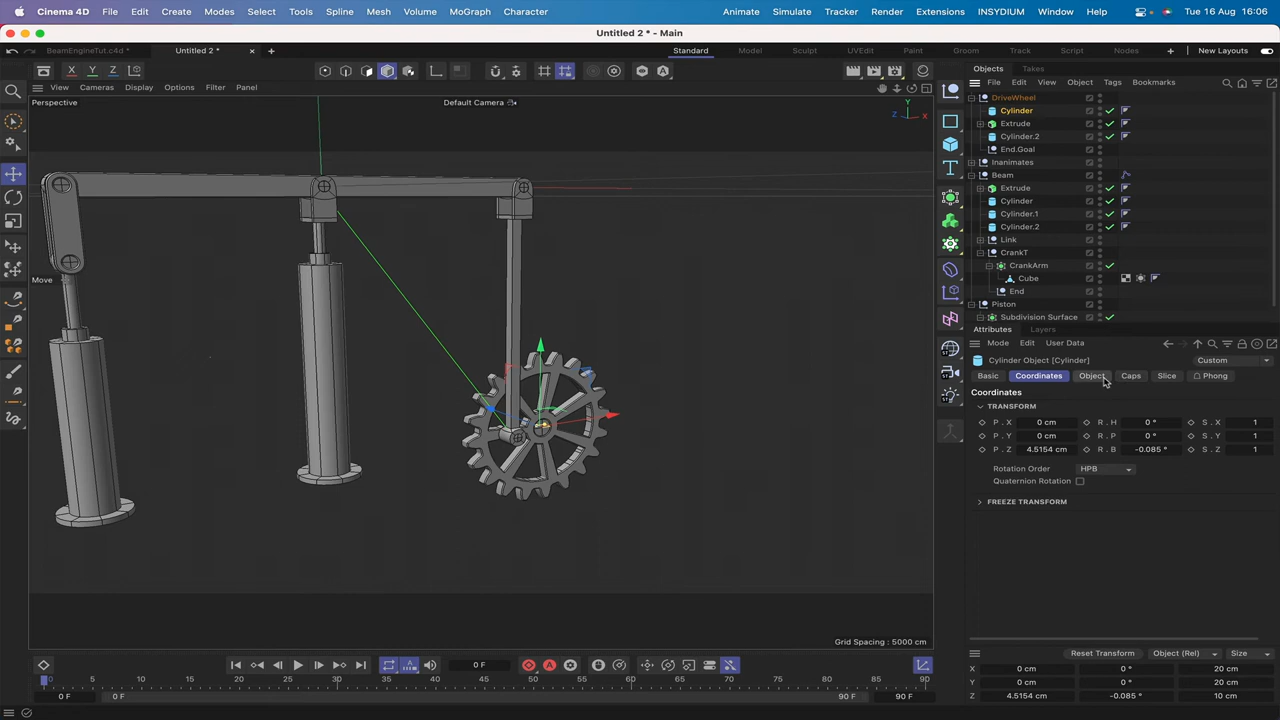 Cinema 4D File Edit Create Modes Select Tools Spline Mesh Volume MoGraph Character Animate Simulate Tracker Render Extensions INSYDIUM Window Help Tue 16 Aug 16:06
Untitled 2 * - Main
BeamEngineTut.c4d * Untitled 2 * Standard Model Sculpt UVEdit Paint Groom Track Script Nodes New Layouts
X Y Z Objects Takes
View Cameras Display Options Filter Panel File Edit View Object Tags Bookmarks
Perspective Default Camera DriveWheel
Y
Z X Cylinder
Extrude
Cylinder.2
End.Goal
Inanimates
Beam
Extrude
Cylinder
Cylinder.1
Cylinder.2
Link
CrankT
CrankArm
Move Cube
End
Piston
Subdivision Surface
Attributes Layers
Mode Edit User Data
Cylinder Object [Cylinder] Custom
Basic Coordinates Object Caps Slice Phong
Coordinates
TRANSFORM
P . X 0 cm R . H 0 ° S . X 1
P . Y 0 cm R . P 0 ° S . Y 1
P . Z 4.5154 cm R . B -0.085 ° S . Z 1
Rotation Order HPB
Quaternion Rotation
FREEZE TRANSFORM
Grid Spacing : 5000 cm
Reset Transform Object (Rel) Size
0 F
X 0 cm 0 ° 20 cm
0 5 10 15 20 25 30 35 40 45 50 55 60 65 70 75 80 85 90
Y 0 cm 0 ° 20 cm
0 F 0 F 90 F 90 F
Z 4.5154 cm -0.085 ° 10 cm